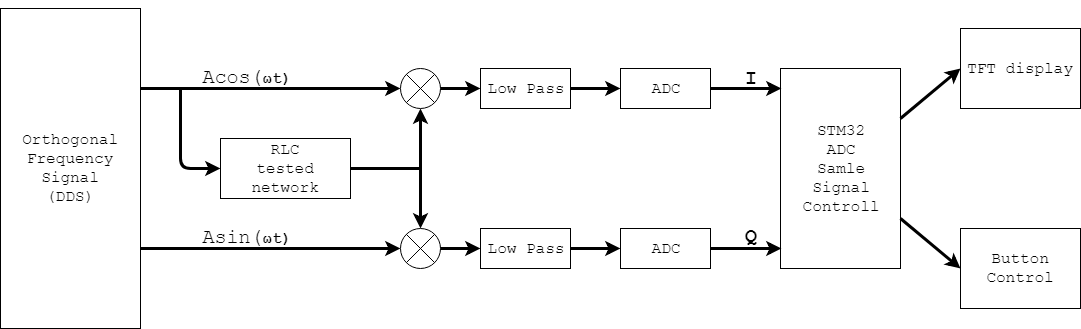 Orthogonal
Frequency
Signal
(DDS)
Acos(ωt)
RLC
tested
network
Asin(ωt)
Low Pass
ADC
I
Low Pass
ADC
Q
STM32
ADC
Samle
Signal
Controll
TFT display
Button
Control